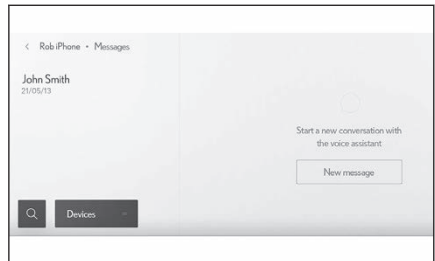 Rob iPhone • Messages
John Smith
21/05/13
Start a new conversation with
the voice assistant
New message
Devices